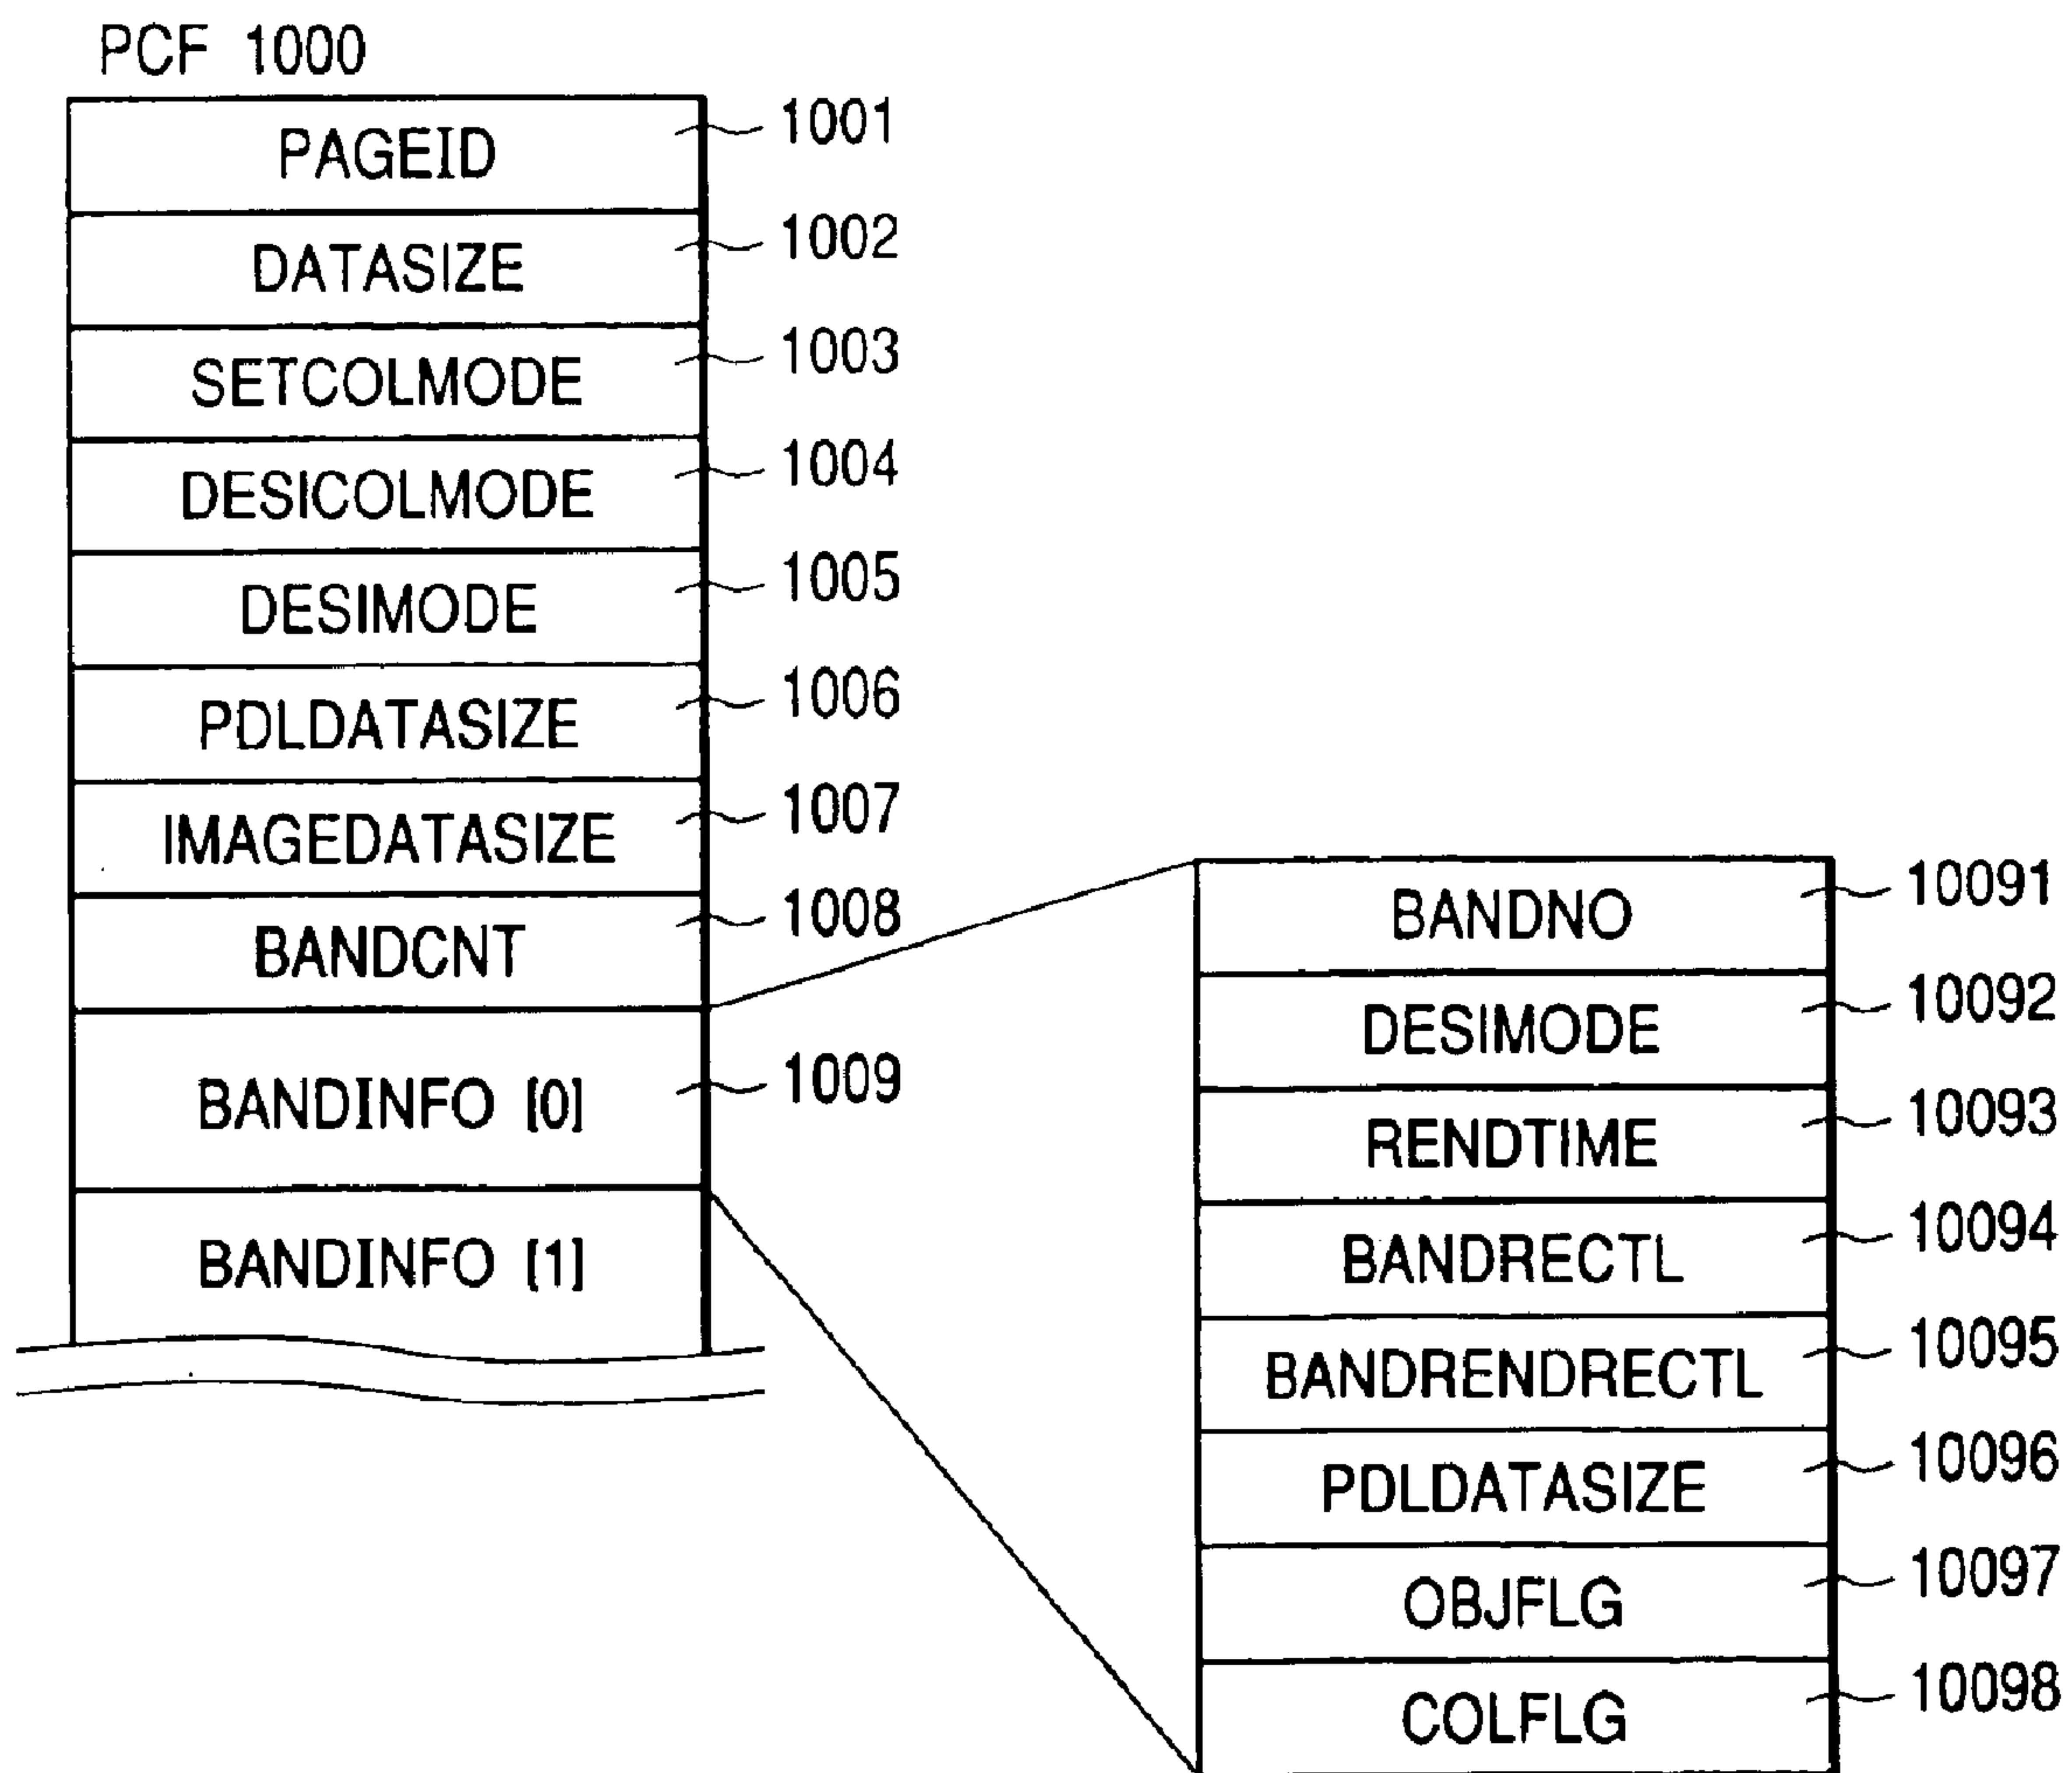 PCF 1000
PAGEID 1001
DATASIZE 1002
SETCOLMODE 1003
DESICOLMODE 1004
DESIMODE 1005
PDLDATASIZE 1006
IMAGEDATASIZE 1007
BANDCNT 1008
BANDINFO [0] 1009
BANDINFO [1]
BANDNO 10091
DESIMODE 10092
RENDTIME 10093
BANDRECTL 10094
BANDRENDRECTL 10095
PDLDATASIZE 10096
OBJFLG 10097
COLFLG 10098